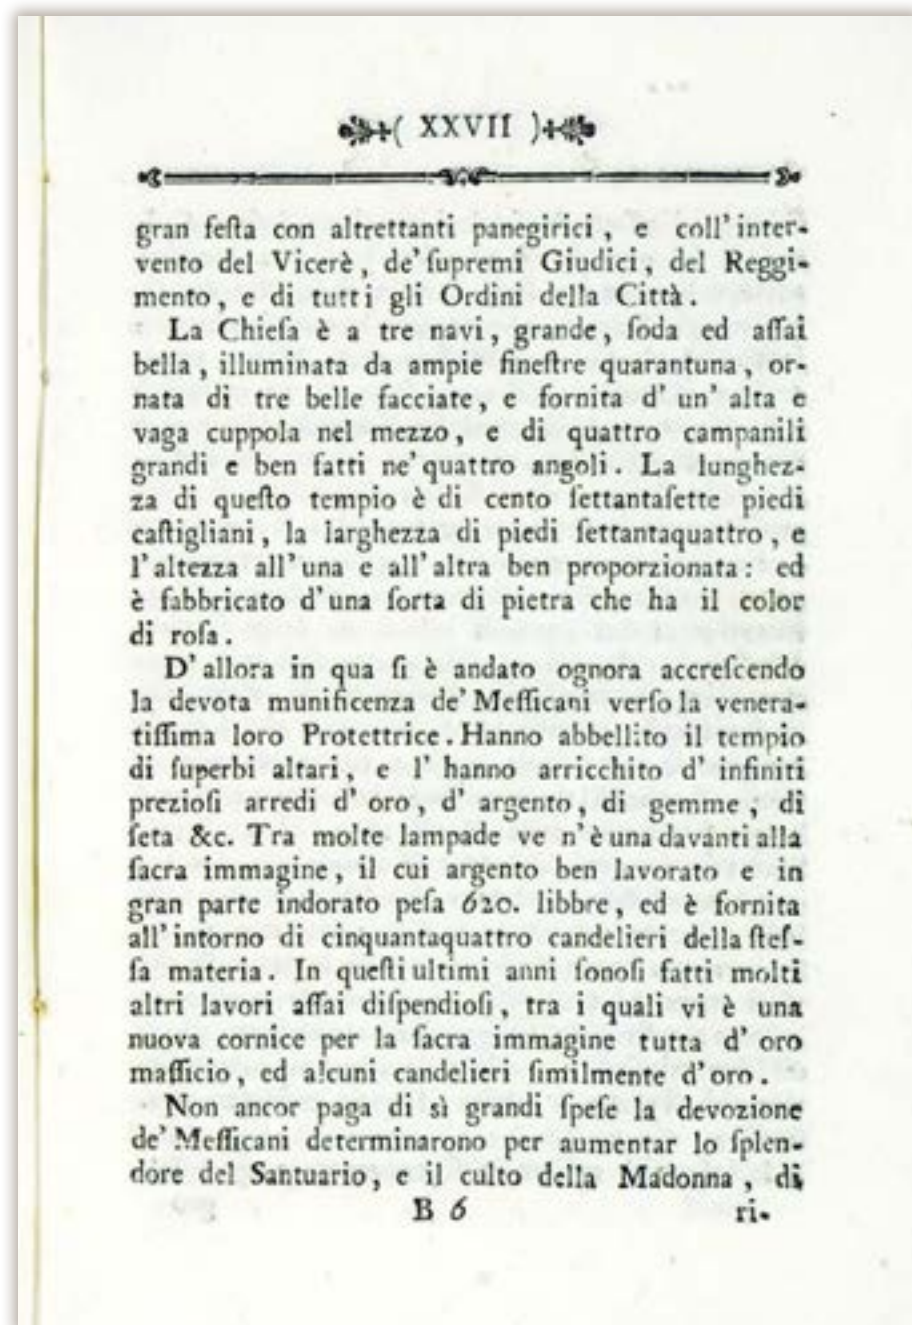 ( XXVII )
gran feſta con altrettanti panegirici , e coll' inter-
vento del Vicerè , de' ſupremi Giudici , del Reggi-
mento , e di tutti gli Ordini della Città .
La Chieſa è a tre navi , grande , ſoda ed aſſai
bella , illuminata da ampie fineſtre quarantuna , or-
nata di tre belle facciate , e fornita d' un' alta e
vaga cuppola nel mezzo , e di quattro campanili
grandi e ben fatti ne' quattro angoli . La lunghez-
za di queſto tempio è di cento ſettantaſette piedi
caſtigliani , la larghezza di piedi ſettantaquattro , e
l' altezza all' una e all' altra ben proporzionata : ed
è fabbricato d' una ſorta di pietra che ha il color
di roſa .
D' allora in qua ſi è andato ognora accreſcendo
la devota munificenza de' Meſſicani verſo la venera-
tiſſima loro Protettrice . Hanno abbellito il tempio
di ſuperbi altari , e l' hanno arricchito d' infiniti
prezioſi arredi d' oro , d' argento , di gemme , di
ſeta &c. Tra molte lampade ve n' è una davanti alla
ſacra immagine , il cui argento ben lavorato e in
gran parte indorato peſa 620. libbre , ed è fornita
all' intorno di cinquantaquattro candelieri della ſteſ-
ſa materia . In queſti ultimi anni ſonoſi fatti molti
altri lavori aſſai diſpendioſi , tra i quali vi è una
nuova cornice per la ſacra immagine tutta d' oro
maſſiccio , ed alcuni candelieri ſimilmente d' oro .
Non ancor paga di sì grandi ſpeſe la devozione
de' Meſſicani determinarono per aumentar lo ſplen-
dore del Santuario , e il culto della Madonna , di
B 6 ri-